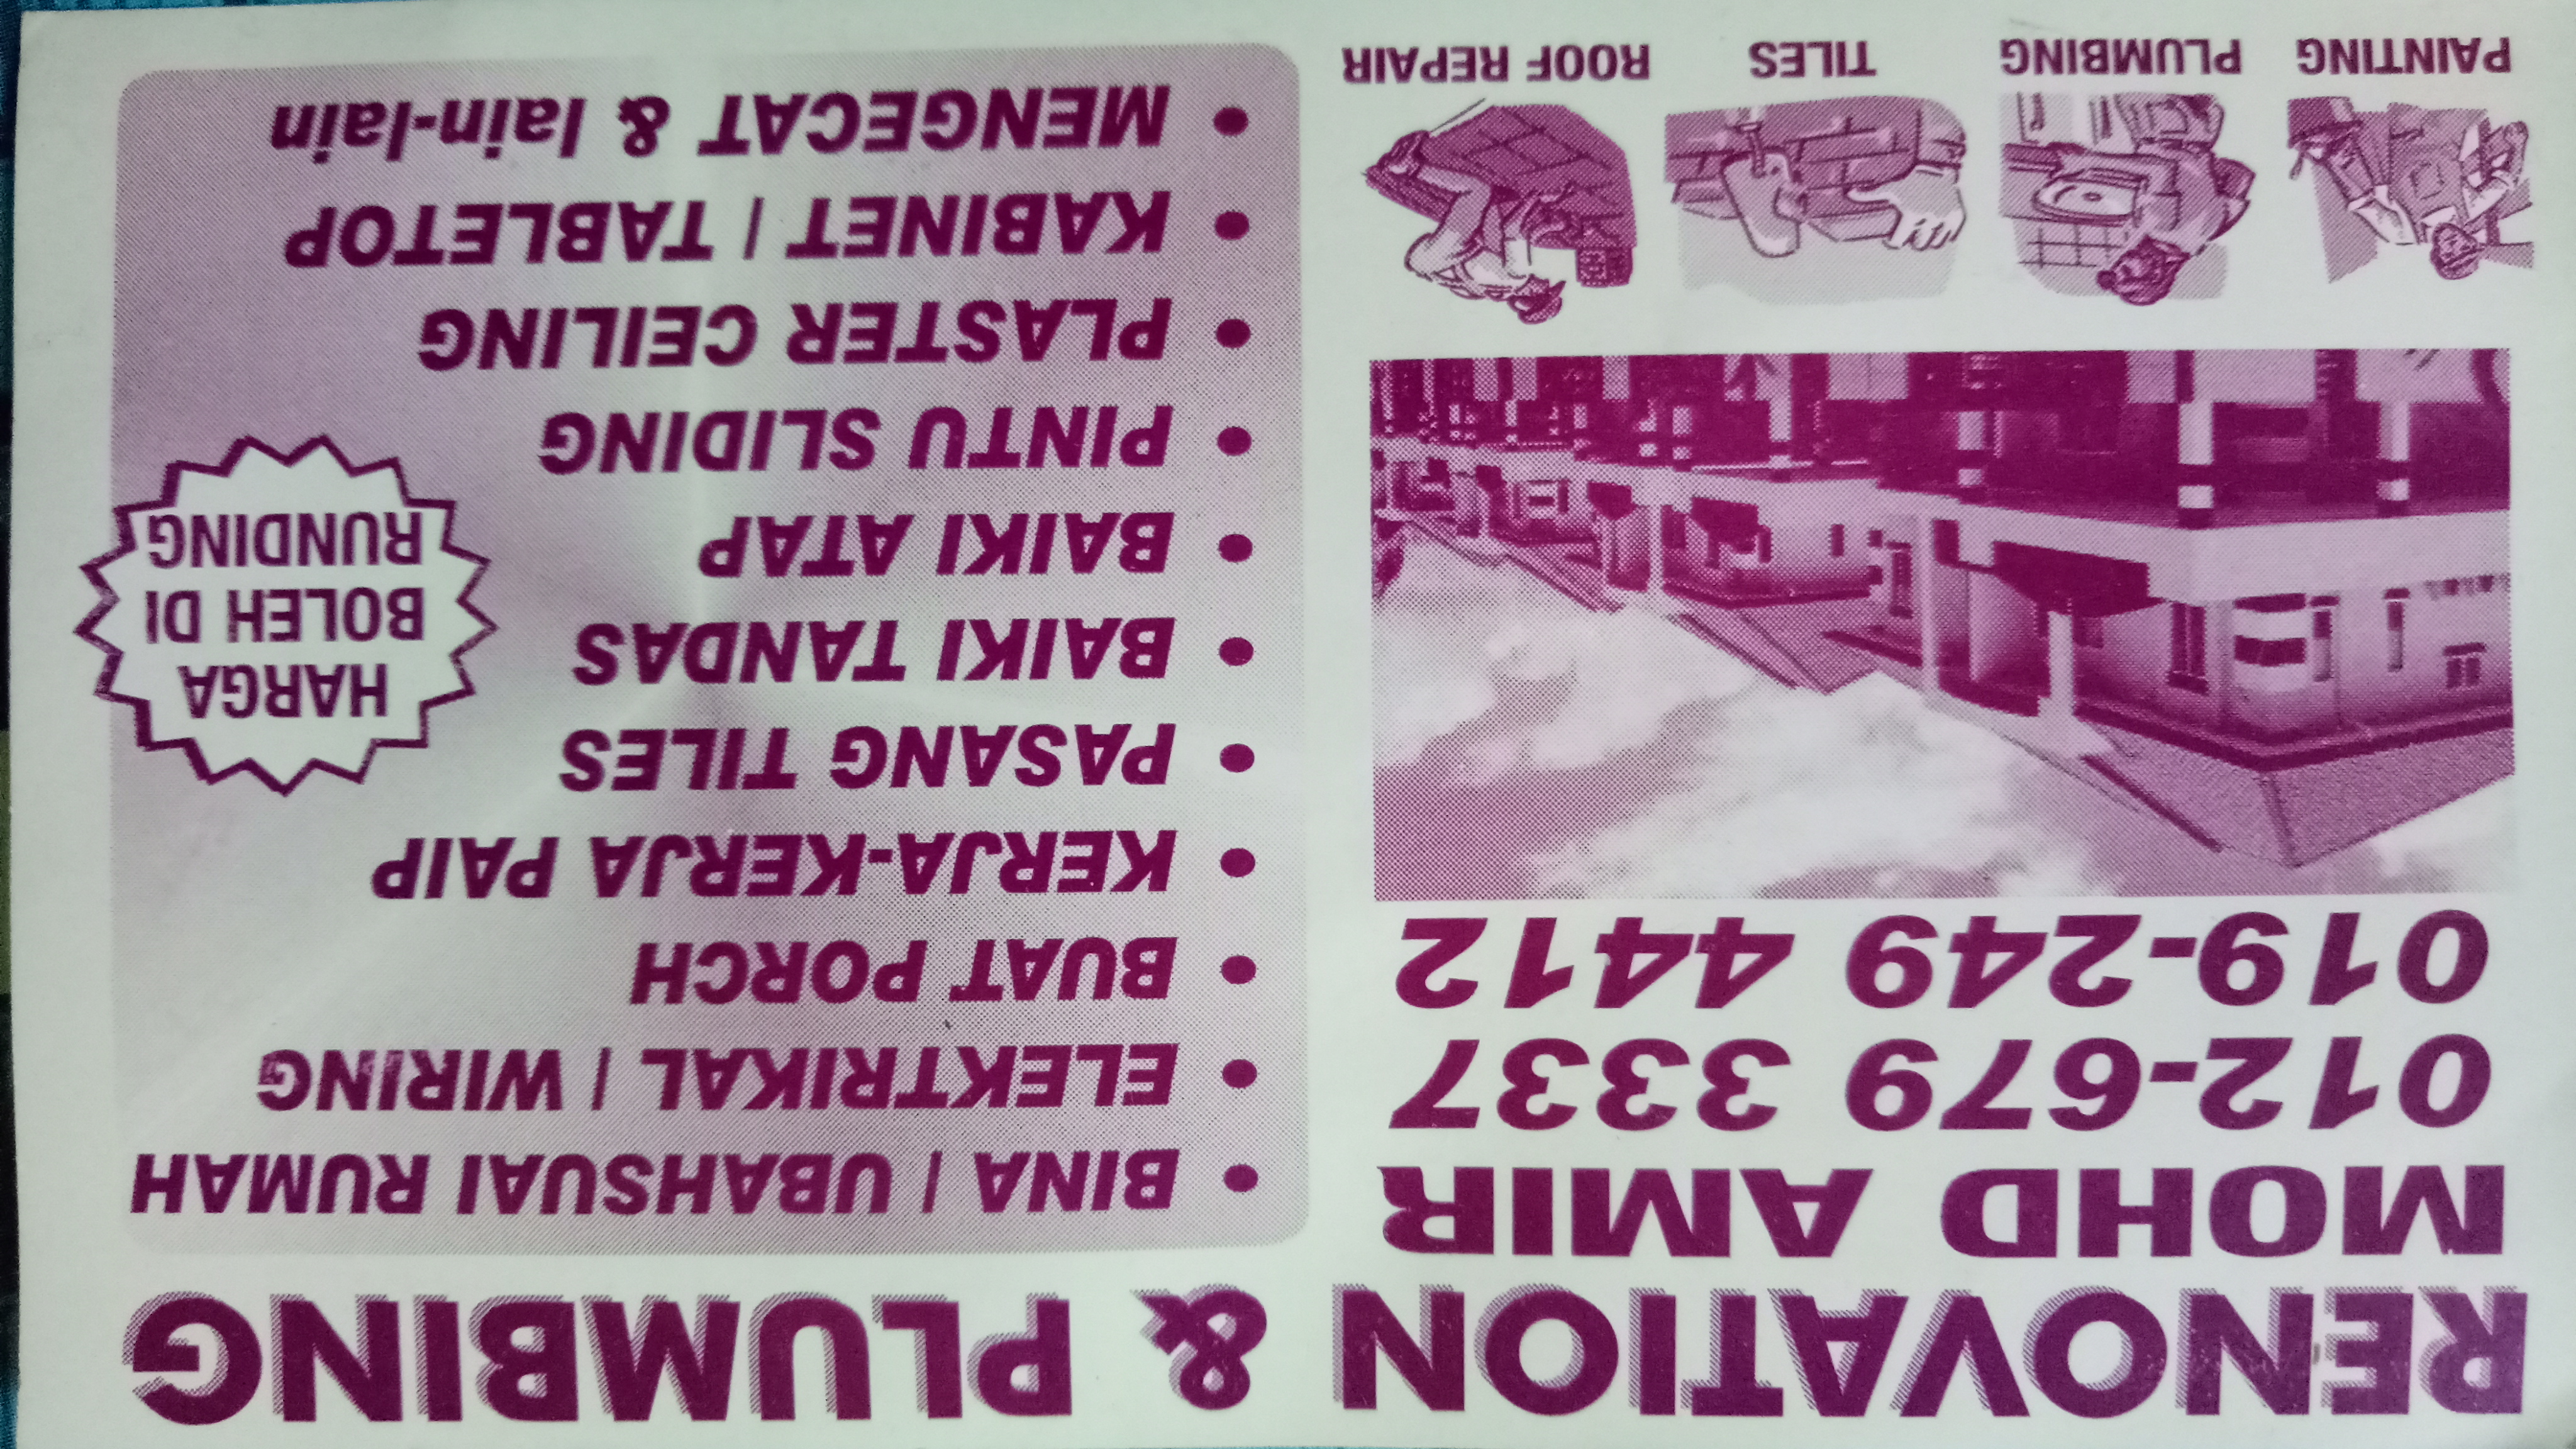 RENOVATION & PLUMBING
MOHD AMIR
012-679 3337
019-249 4412
PAINTING
PLUMBING
TILES
ROOF REPAIR
• BINA / UBAHSUAI RUMAH
• ELEKTRIKAL / WIRING
• BUAT PORCH
• KERJA-KERJA PAIP
• PASANG TILES
• BAIKI TANDAS
• BAIKI ATAP
• PINTU SLIDING
• PLASTER CEILING
• KABINET / TABLETOP
• MENGECAT & lain-lain
HARGA
BOLEH DI
RUNDING